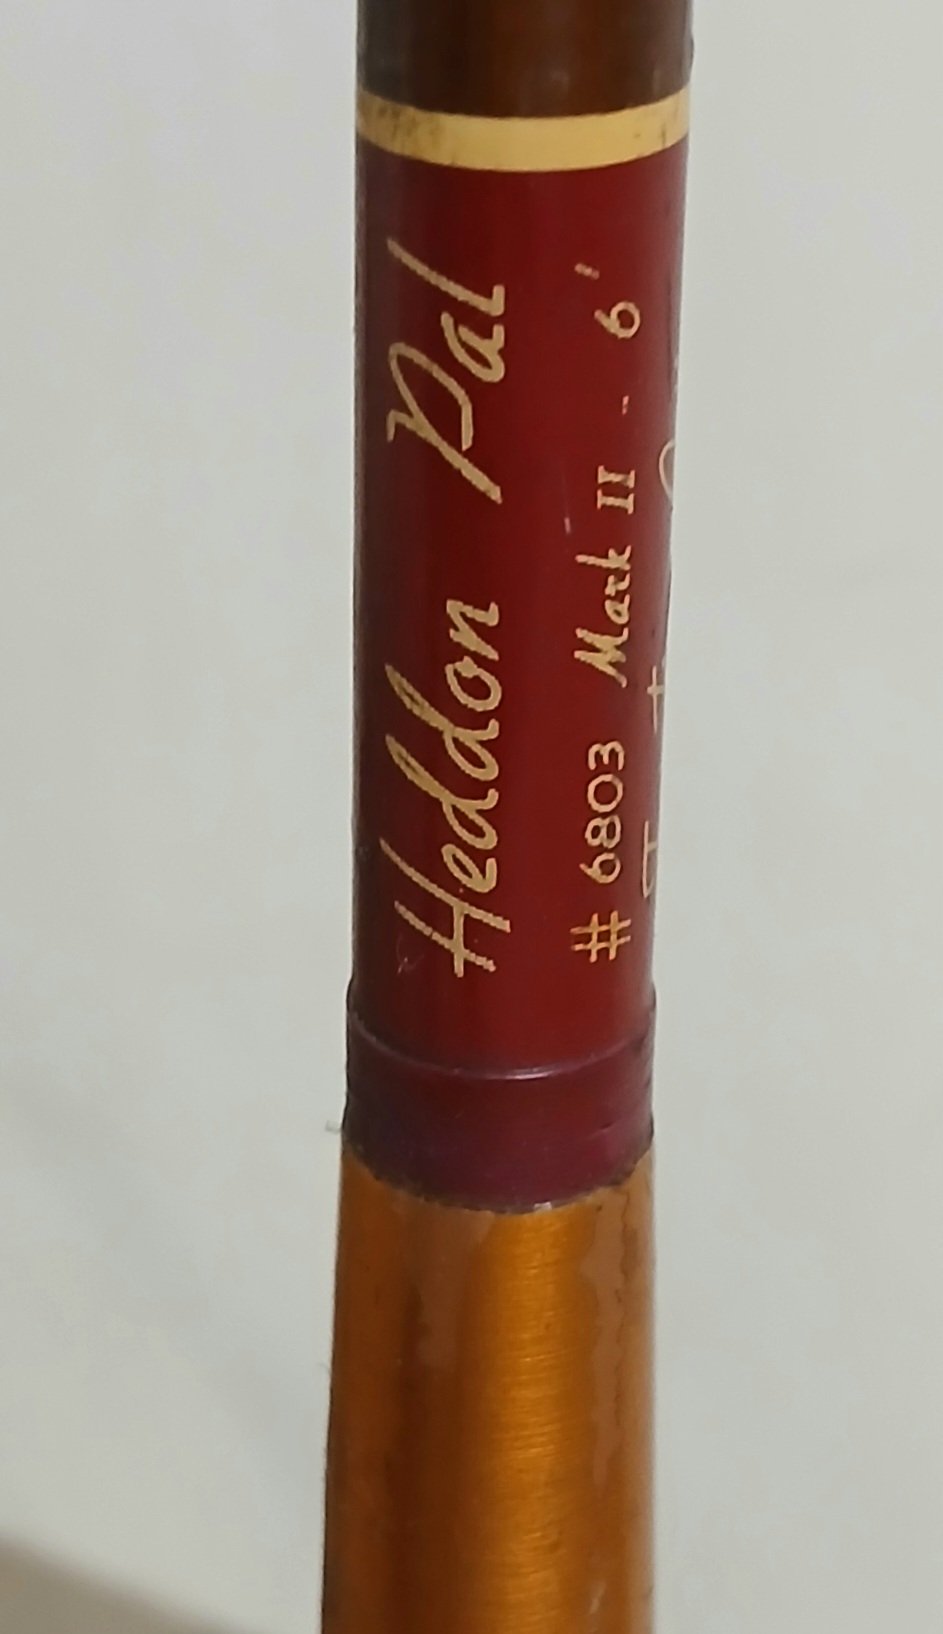 Heddon Pal
# 6803 Mark II - 6'